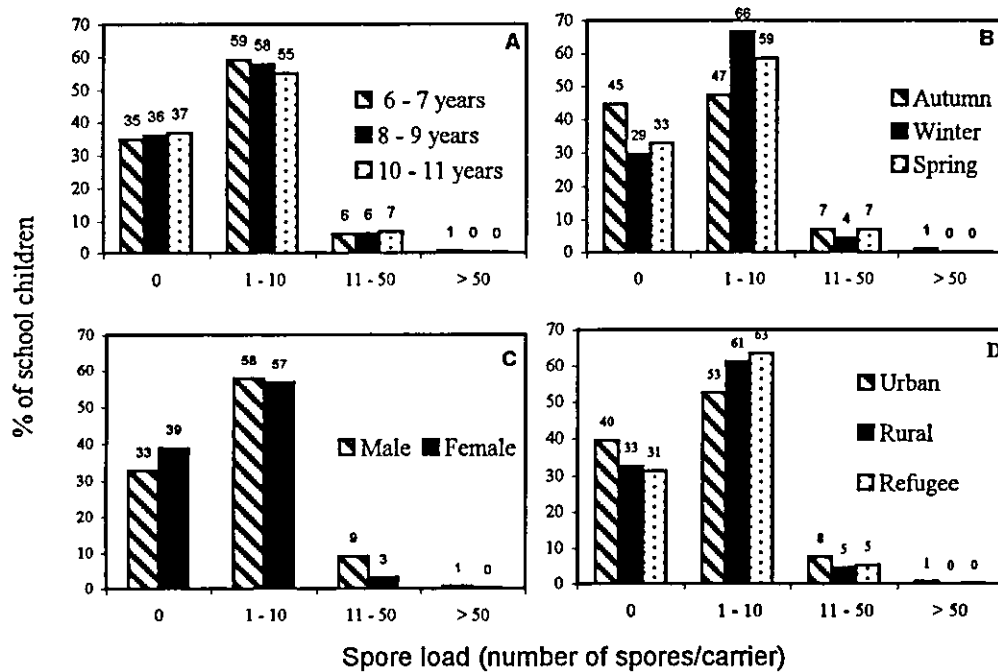 % of school children
A
70
60
50
40
30
20
10
0
35 36 37
59 58 55
6 6 7
1 0 0
6 - 7 years
8 - 9 years
10 - 11 years
0 1 - 10 11 - 50 > 50
B
70
60
50
40
30
20
10
0
45 29 33
47 66 59
7 4 7
1 0 0
Autumn
Winter
Spring
0 1 - 10 11 - 50 > 50
C
70
60
50
40
30
20
10
0
33 39
58 57
9 3
1 0
Male Female
0 1 - 10 11 - 50 > 50
D
70
60
50
40
30
20
10
0
40 33 31
53 61 63
8 5 5
1 0 0
Urban
Rural
Refugee
0 1 - 10 11 - 50 > 50
Spore load (number of spores/carrier)